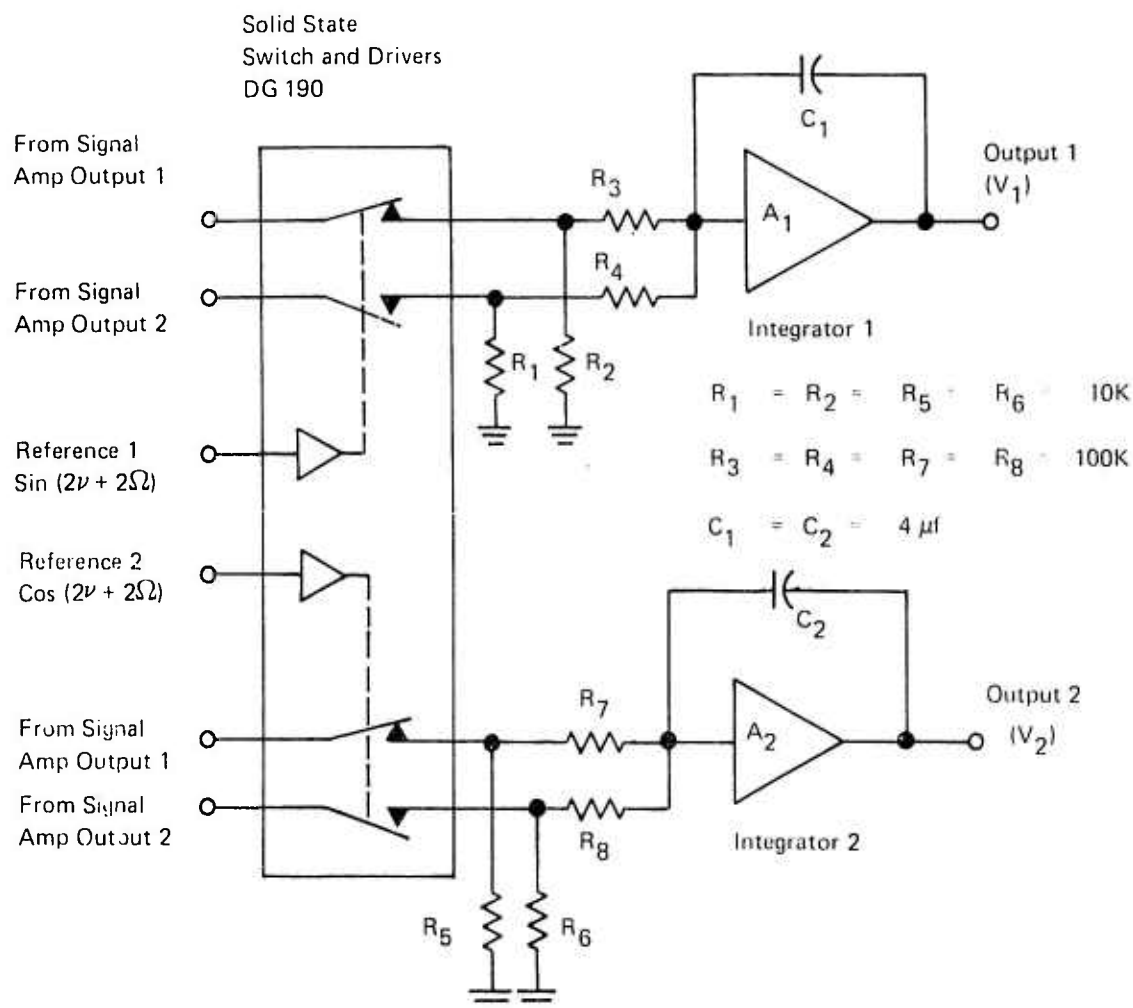 Solid State
Switch and Drivers
DG 190
From Signal
Amp Output 1
From Signal
Amp Output 2
Reference 1
Sin (2ν + 2Ω)
Reference 2
Cos (2ν + 2Ω)
From Signal
Amp Output 1
From Signal
Amp Output 2
R3
R4
R1
R2
C1
A1
Output 1
(V1)
Integrator 1
R1 = R2 = R5 - R6 - 10K
R3 = R4 = R7 = R8 - 100K
C1 = C2 = 4 μf
R7
R8
R5
R6
C2
A2
Output 2
(V2)
Integrator 2